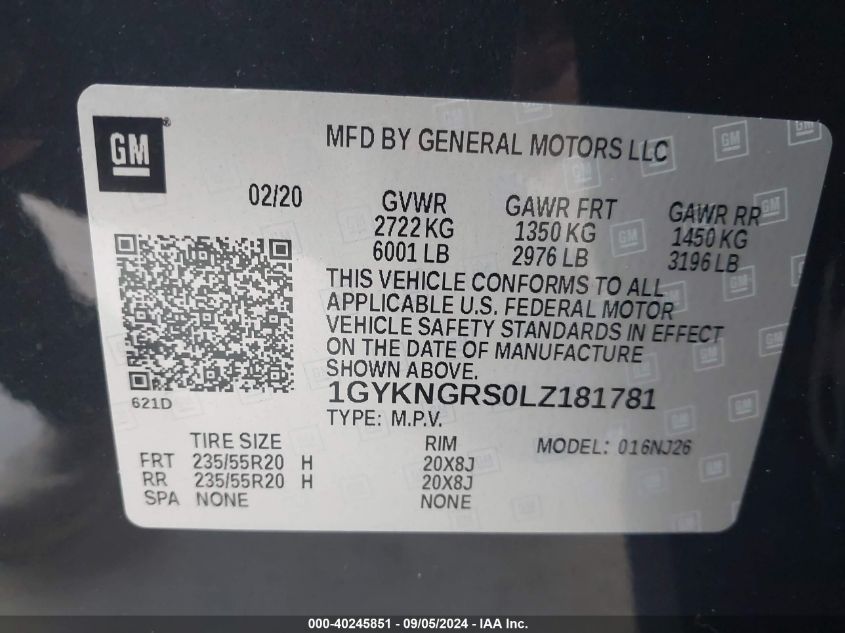 GM
MFD BY GENERAL MOTORS LLC
02/20
GVWR GAWR FRT GAWR RR
2722 KG 1350 KG 1450 KG
6001 LB 2976 LB 3196 LB
THIS VEHICLE CONFORMS TO ALL
APPLICABLE U.S. FEDERAL MOTOR
VEHICLE SAFETY STANDARDS IN EFFECT
ON THE DATE OF MANUFACTURE
SHOWN ABOVE.
621D
1GYKNGRS0LZ181781
TYPE: M.P.V.
TIRE SIZE RIM MODEL: 016NJ26
FRT 235/55R20 H 20X8J
RR 235/55R20 H 20X8J
SPA NONE NONE
000-40245851 - 09/05/2024 - IAA Inc.